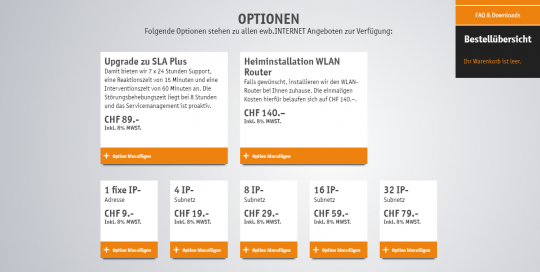 FAQ & Downloads
Bestellübersicht
Ihr Warenkorb ist leer.
OPTIONEN
Folgende Optionen stehen zu allen ewb.INTERNET Angeboten zur Verfügung:
Upgrade zu SLA Plus
Damit bieten wir 7 x 24 Stunden Support,
eine Reaktionszeit von 15 Minuten und eine
Interventionszeit von 60 Minuten an. Die
Störungsbehebungszeit liegt bei 8 Stunden
und das Servicemanagement ist proaktiv.
CHF 89.-
Inkl. 8% MWST.
+ Option hinzufügen
Heiminstallation WLAN
Router
Falls gewünscht, installieren wir den WLAN-
Router bei Ihnen zuhause. Die einmaligen
Kosten hierfür belaufen sich auf CHF 140.–.
CHF 140.–
Inkl. 8% MWST.
+ Option hinzufügen
1 fixe IP-
Adresse
CHF 9.-
Inkl. 8% MWST.
+ Option hinzufügen
4 IP-
Subnetz
CHF 19.-
Inkl. 8% MWST.
+ Option hinzufügen
8 IP-
Subnetz
CHF 29.-
Inkl. 8% MWST.
+ Option hinzufügen
16 IP-
Subnetz
CHF 59.-
Inkl. 8% MWST.
+ Option hinzufügen
32 IP-
Subnetz
CHF 79.-
Inkl. 8% MWST.
+ Option hinzufügen